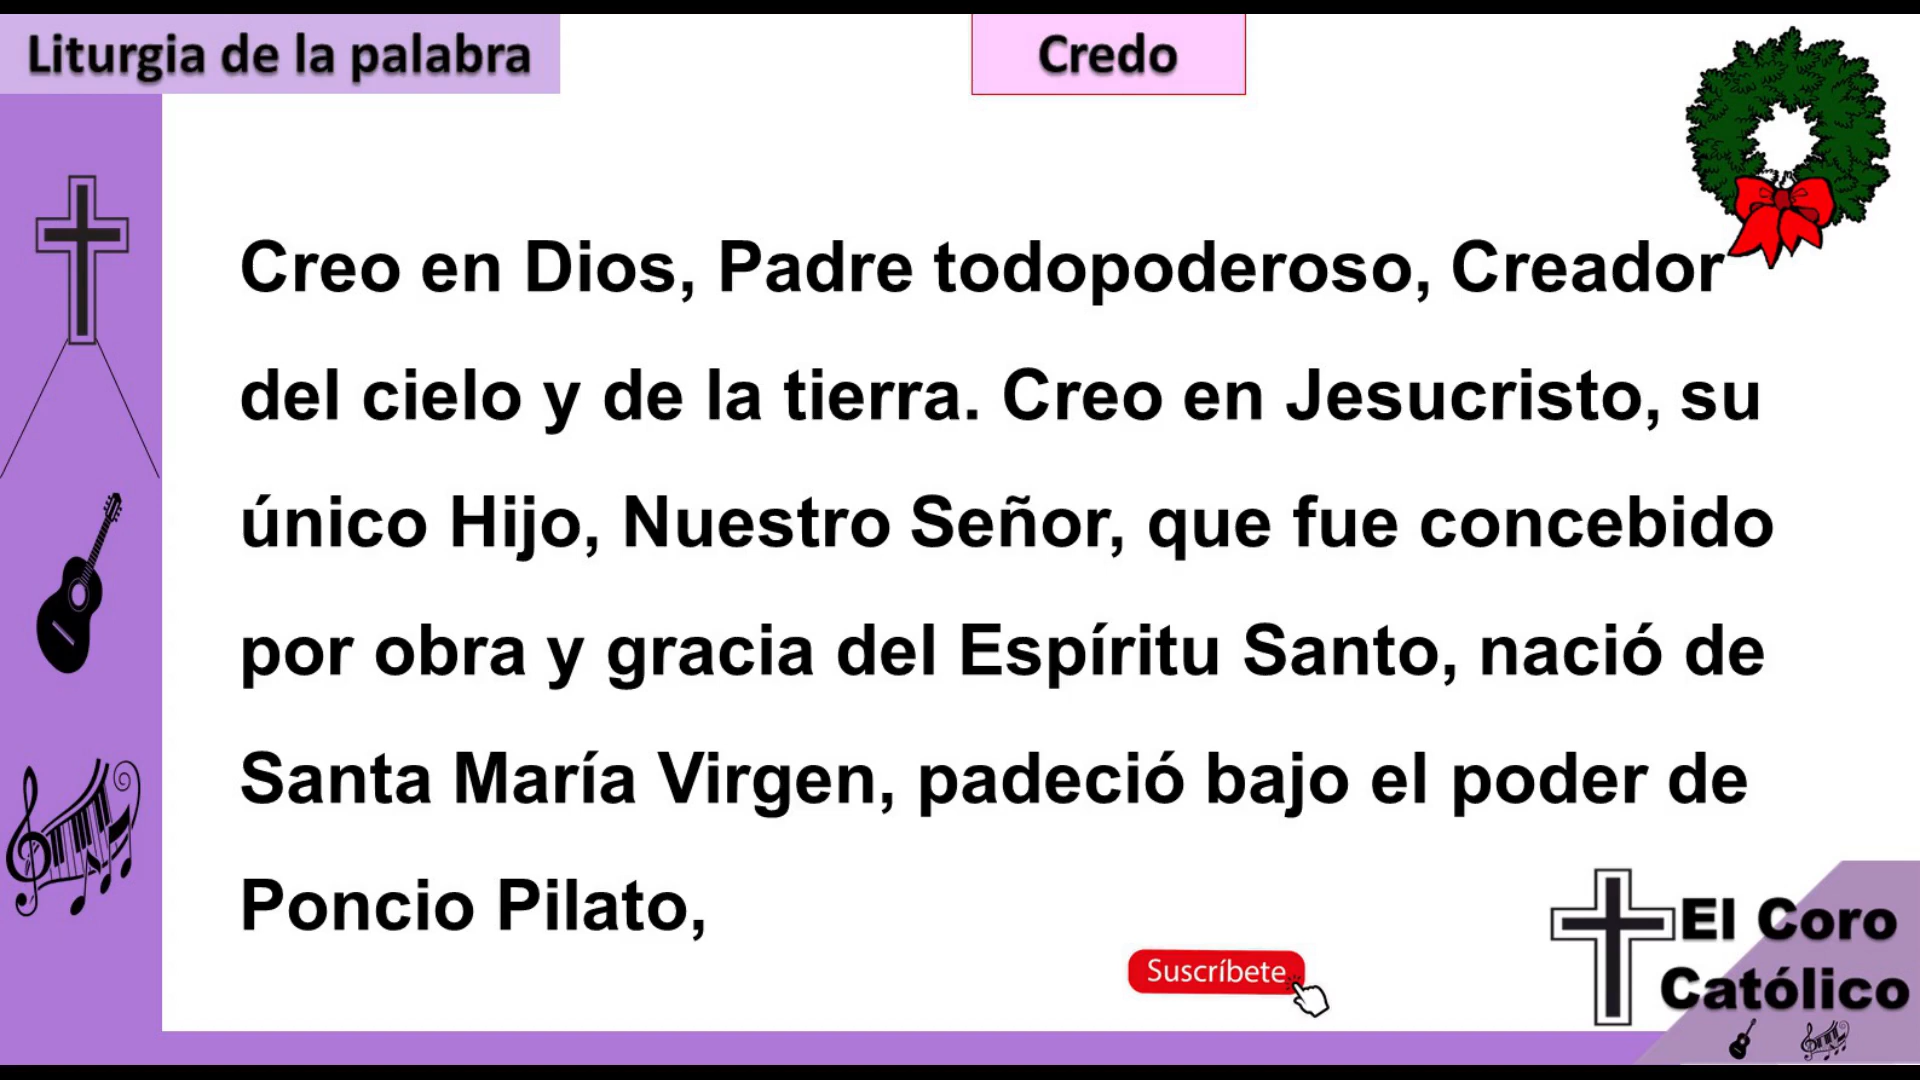 Liturgia de la palabra
Credo
Creo en Dios, Padre todopoderoso, Creador
del cielo y de la tierra. Creo en Jesucristo, su
único Hijo, Nuestro Señor, que fue concebido
por obra y gracia del Espíritu Santo, nació de
Santa María Virgen, padeció bajo el poder de
Poncio Pilato,
Suscríbete
El Coro
Católico